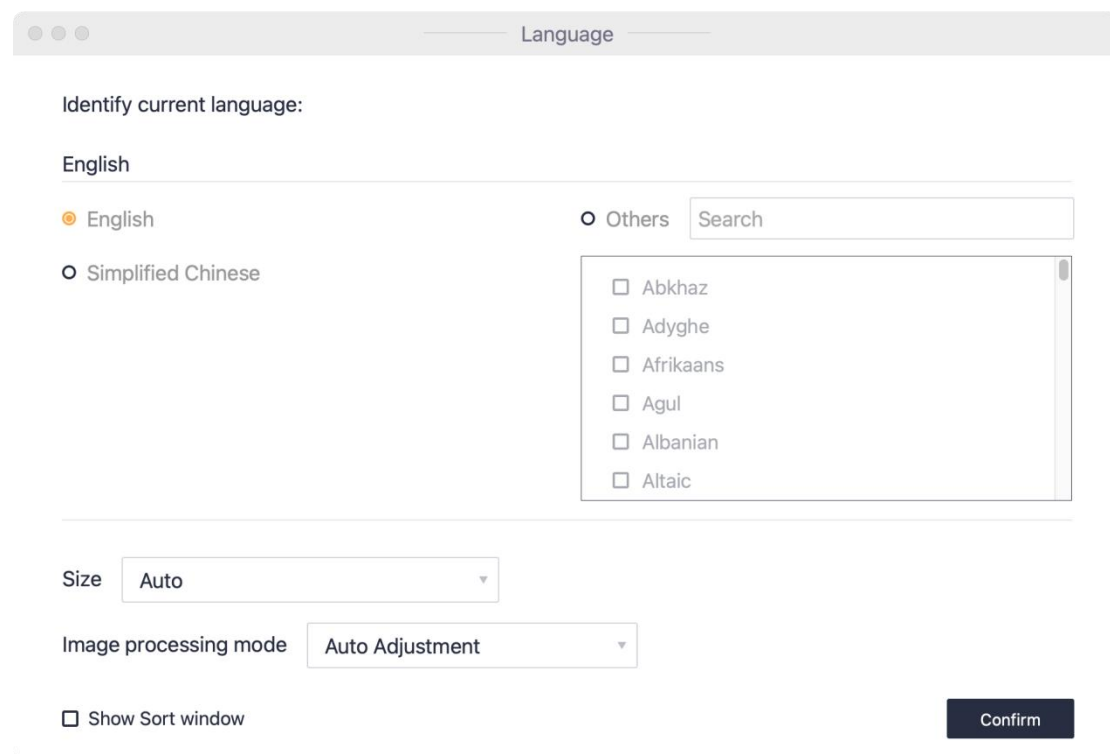 Language
Identify current language:
English
English
Others Search
Simplified Chinese
Abkhaz
Adyghe
Afrikaans
Agul
Albanian
Altaic
Size Auto
Image processing mode Auto Adjustment
Show Sort window
Confirm